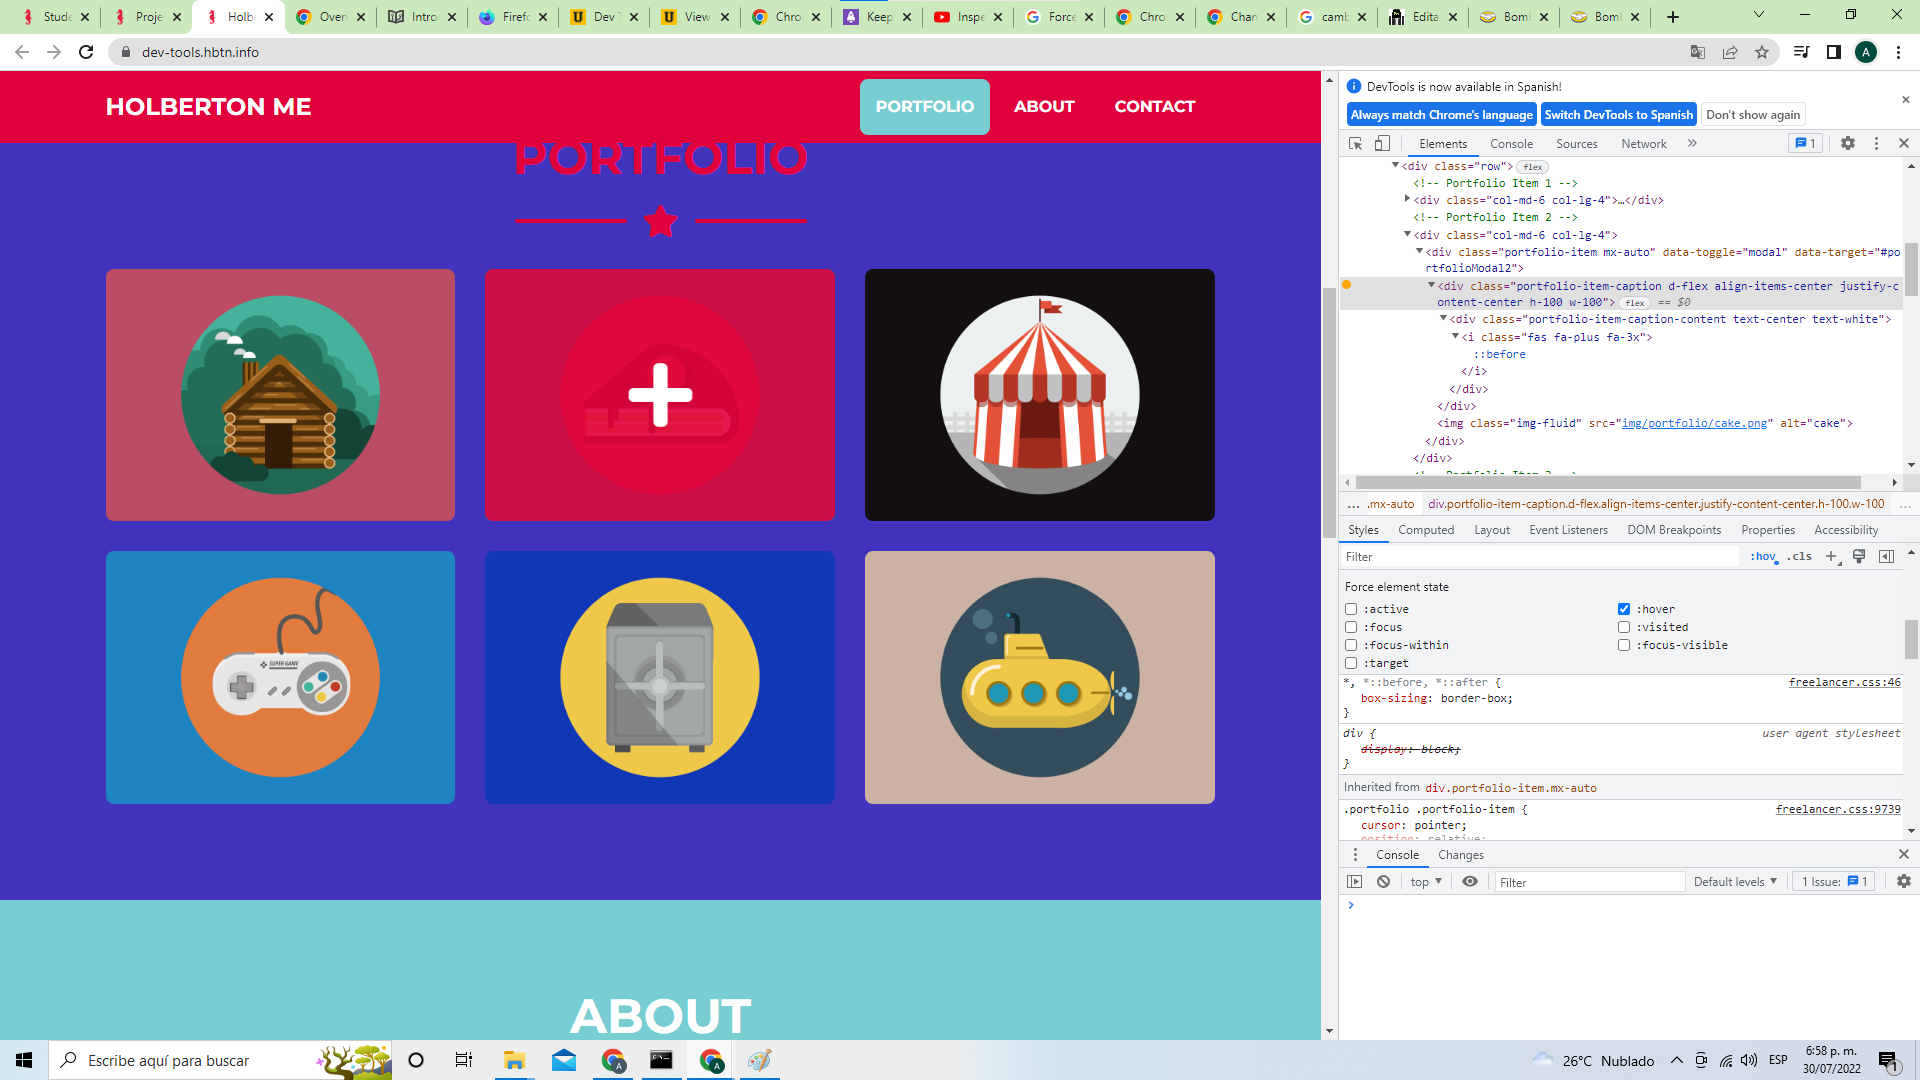 Stude
Proje
Holb
Over
Introd
Firefo
Dev T
View
Chro
Keep
Inspe
Force
Chro
Chan
camb
Edita
Boml
Boml
dev-tools.hbtn.info
A
HOLBERTON ME
PORTFOLIO
ABOUT
CONTACT
PORTFOLIO
SUPER GAME
ABOUT
DevTools is now available in Spanish!
Always match Chrome's language
Switch DevTools to Spanish
Don't show again
Elements
Console
Sources
Network
1
<div class="row"> flex
<!-- Portfolio Item 1 -->
<div class="col-md-6 col-lg-4">…</div>
<!-- Portfolio Item 2 -->
<div class="col-md-6 col-lg-4">
<div class="portfolio-item mx-auto" data-toggle="modal" data-target="#po
rtfolioModal2">
<div class="portfolio-item-caption d-flex align-items-center justify-c
ontent-center h-100 w-100"> flex == $0
<div class="portfolio-item-caption-content text-center text-white">
<i class="fas fa-plus fa-3x">
::before
</i>
</div>
</div>
<img class="img-fluid" src="img/portfolio/cake.png" alt="cake">
</div>
</div>
... .mx-auto div.portfolio-item-caption.d-flex.align-items-center.justify-content-center.h-100.w-100 ...
Styles
Computed
Layout
Event Listeners
DOM Breakpoints
Properties
Accessibility
Filter
:hov .cls
Force element state
:active
:hover
:focus
:visited
:focus-within
:focus-visible
:target
*, *::before, *::after {
freelancer.css:46
box-sizing: border-box;
}
div {
user agent stylesheet
display: block;
}
Inherited from div.portfolio-item.mx-auto
.portfolio .portfolio-item {
freelancer.css:9739
cursor: pointer;
position: relative;
Console
Changes
top
Filter
Default levels
1 Issue: 1
Escribe aquí para buscar
26°C Nublado
ESP
6:58 p. m.
30/07/2022
1